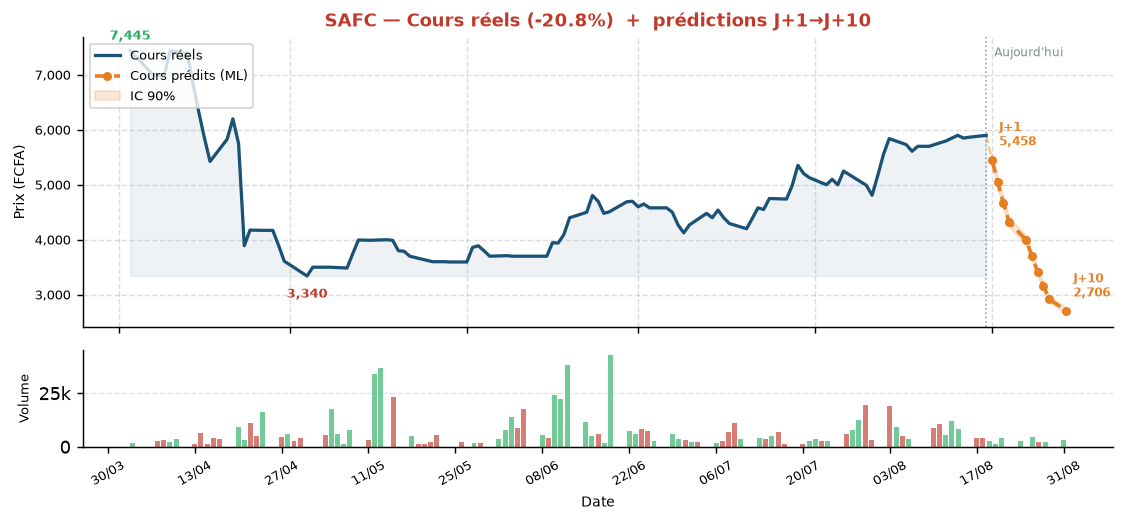 SAFC — Cours réels (-20.8%)  +  prédictions J+1→J+10
7,445
Cours réels
Cours prédits (ML)
IC 90%
Aujourd'hui
J+1
5,458
J+10
2,706
3,340
Prix (FCFA)
7,000
6,000
5,000
4,000
3,000
Volume
25k
0
30/03
13/04
27/04
11/05
25/05
08/06
22/06
06/07
20/07
03/08
17/08
31/08
Date